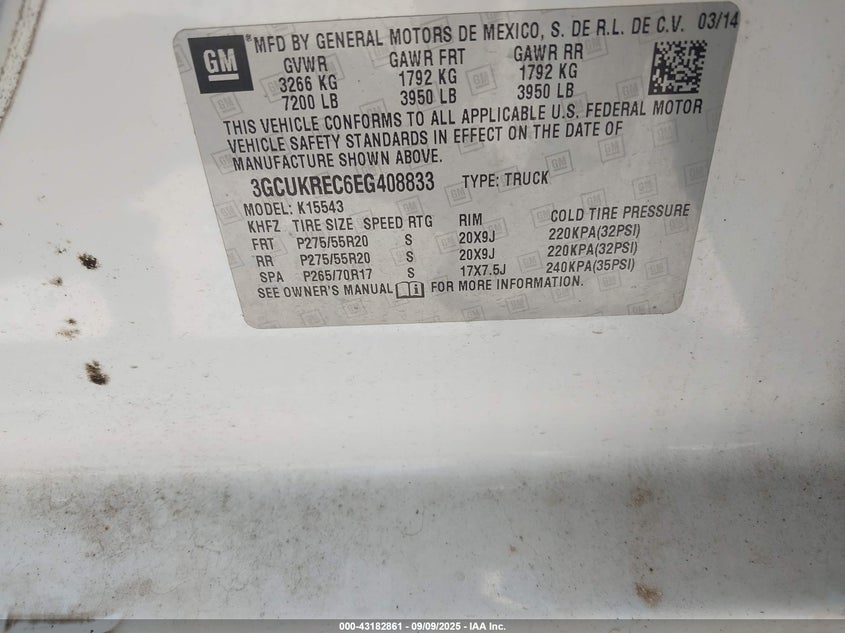 GM
*MFD BY GENERAL MOTORS DE MEXICO, S. DE R.L. DE C.V. 03/14
GVWR GAWR FRT GAWR RR
3266 KG 1792 KG 1792 KG
7200 LB 3950 LB 3950 LB
THIS VEHICLE CONFORMS TO ALL APPLICABLE U.S. FEDERAL MOTOR
VEHICLE SAFETY STANDARDS IN EFFECT ON THE DATE OF
MANUFACTURE SHOWN ABOVE.
3GCUKREC6EG408833 TYPE: TRUCK
MODEL: K15543
KHFZ TIRE SIZE SPEED RTG RIM COLD TIRE PRESSURE
FRT P275/55R20 S 20X9J 220KPA(32PSI)
RR P275/55R20 S 20X9J 220KPA(32PSI)
SPA P265/70R17 S 17X7.5J 240KPA(35PSI)
SEE OWNER'S MANUAL FOR MORE INFORMATION.
000-43182861 - 09/09/2025 - IAA Inc.